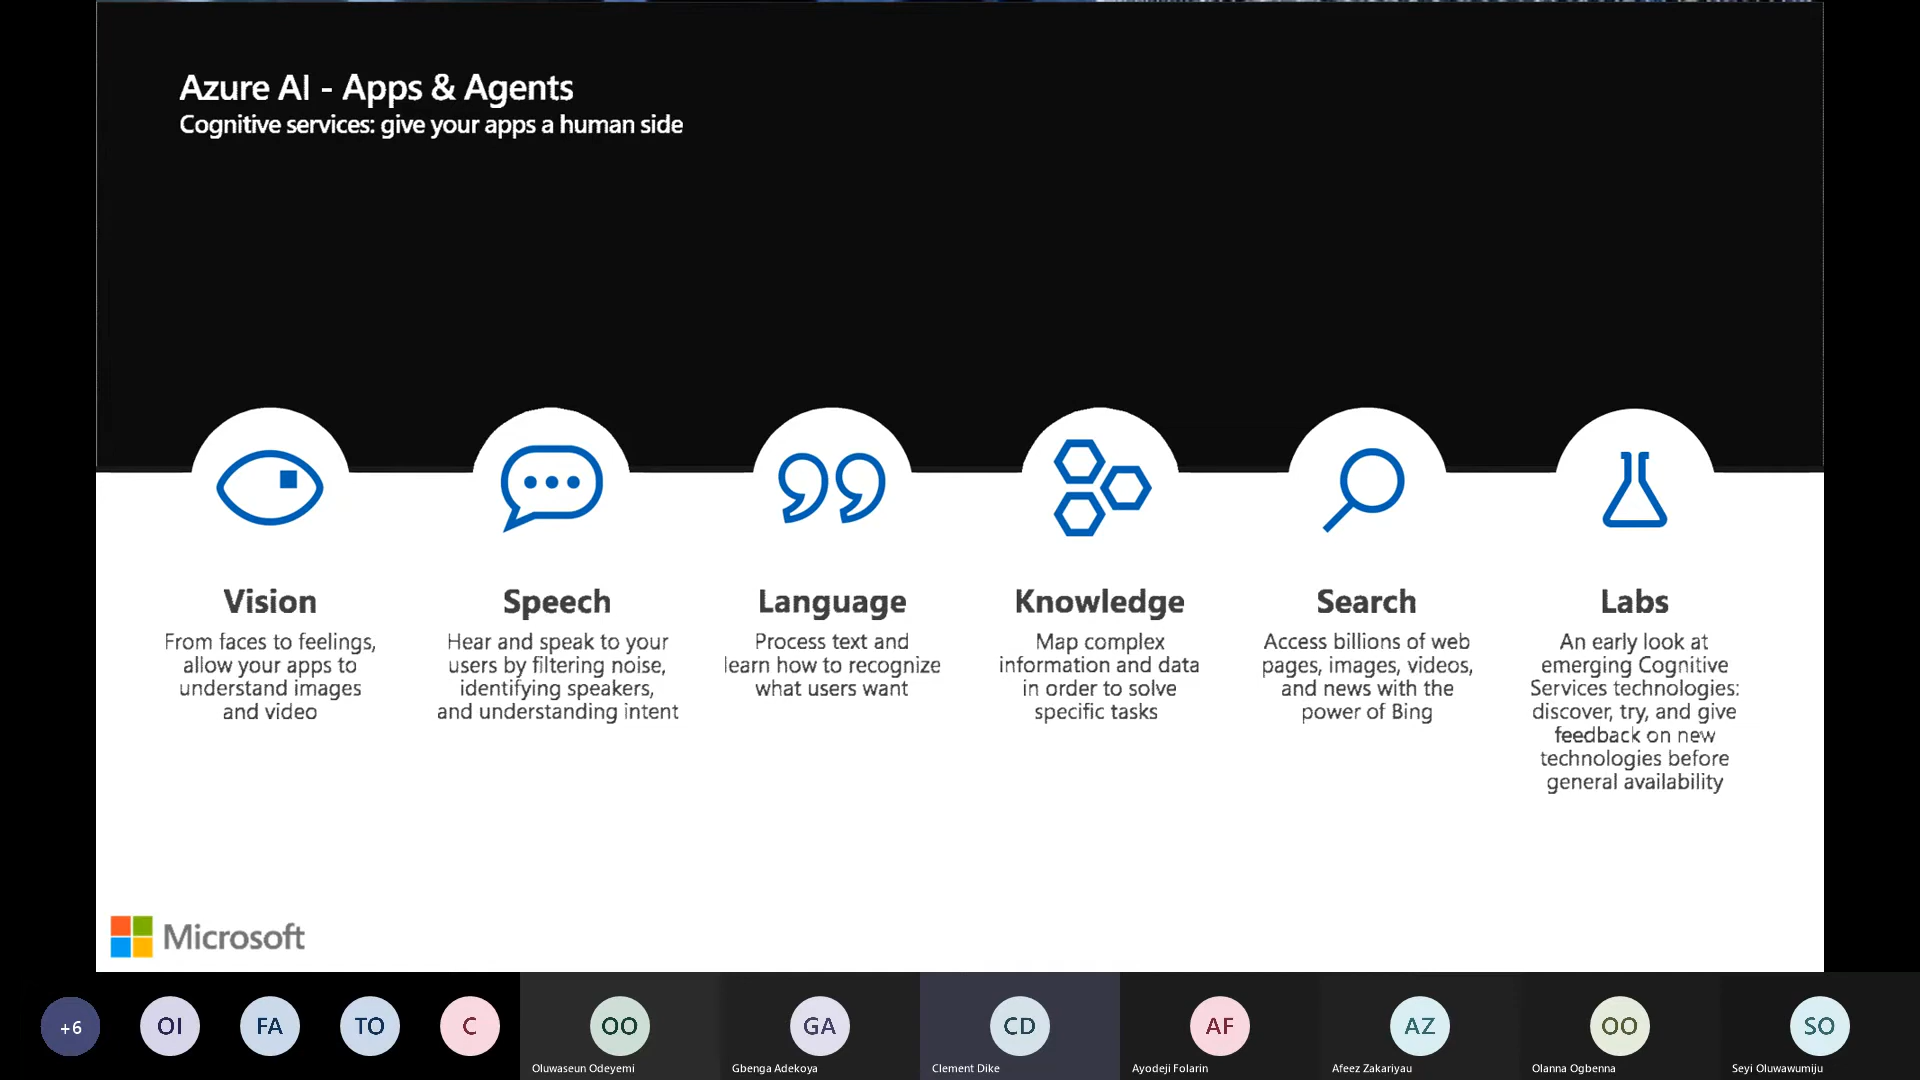 Azure AI - Apps & Agents
Cognitive services: give your apps a human side
Vision
From faces to feelings,
allow your apps to
understand images
and video
Speech
Hear and speak to your
users by filtering noise,
identifying speakers,
and understanding intent
Language
Process text and
learn how to recognize
what users want
Knowledge
Map complex
information and data
in order to solve
specific tasks
Search
Access billions of web
pages, images, videos,
and news with the
power of Bing
Labs
An early look at
emerging Cognitive
Services technologies:
discover, try, and give
feedback on new
technologies before
general availability
Microsoft
+6
OI
FA
TO
C
OO
Oluwaseun Odeyemi
GA
Gbenga Adekoya
CD
Clement Dike
AF
Ayodeji Folarin
AZ
Afeez Zakariyau
OO
Olanna Ogbenna
SO
Seyi Oluwawumiju